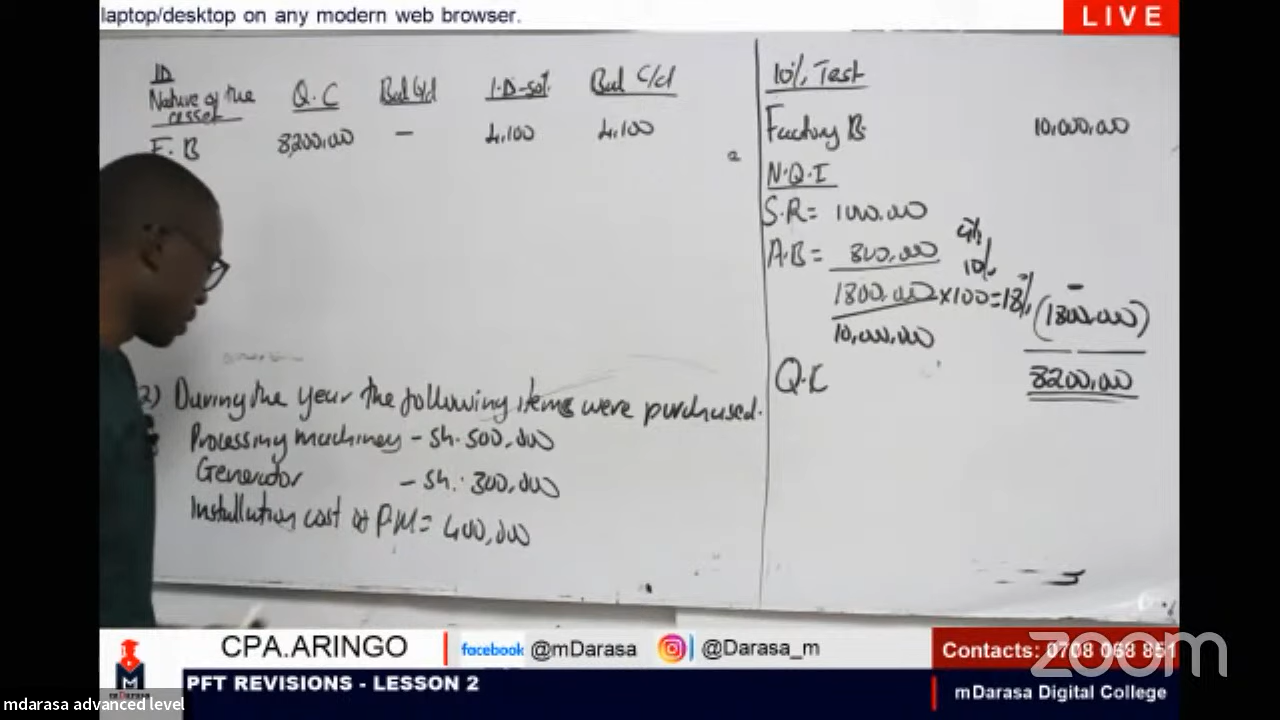 laptop/desktop on any modern web browser.
LIVE
ID
Nature of the asset Q.C Bal b/d I.D-50% Bal c/d
F.B 8,200,000 — 4,100 4,100
10% Test
Factory B 10,000,000
N.Q.I
S.R = 1000,000
A.B = 800,000
10%
1800,000 x100=18% (1800,000)
10,000,000
Q.C 8200,000
2) During the year the following items were purchased.
Processing machinery - Sh. 500,000
Generator - Sh. 300,000
Installation cost of P.M = 400,000
CPA.ARINGO
facebook @mDarasa
@Darasa_m
Contacts: 0708 068 851
zoom
mDarasa
PFT REVISIONS - LESSON 2
mDarasa Digital College
mdarasa advanced level